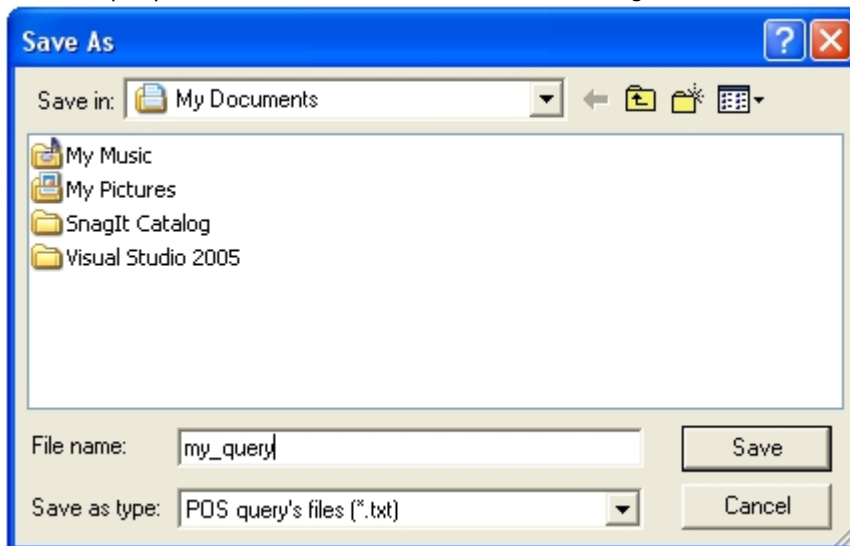 Save As
Save in: My Documents
My Music
My Pictures
SnagIt Catalog
Visual Studio 2005
File name: my_query
Save
Save as type: POS query's files (*.txt)
Cancel